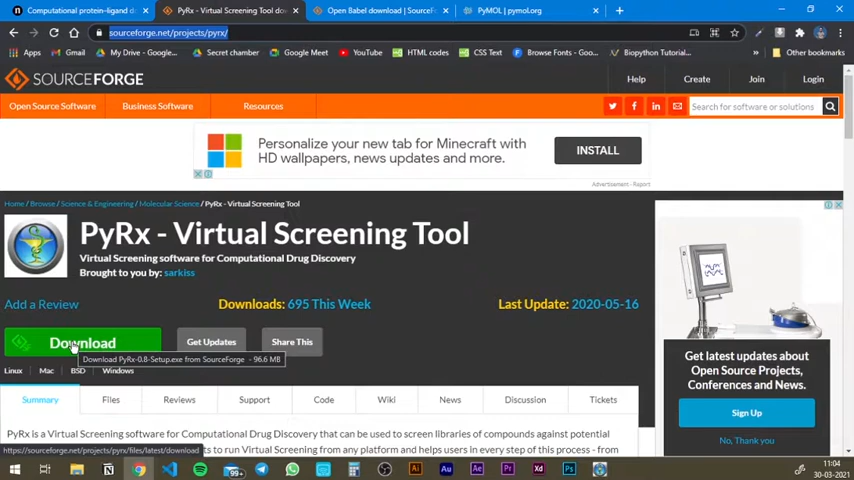 Computational protein-ligand d
PyRx - Virtual Screening Tool do
Open Babel download | SourceF
PyMOL | pymol.org
sourceforge.net/projects/pyrx/
Apps
Gmail
My Drive - Google...
Secret chamber
Google Meet
YouTube
HTML codes
CSS Text
Browse Fonts - Goo...
Biopython Tutorial...
Other bookmarks
SOURCEFORGE
Help
Create
Join
Login
Open Source Software
Business Software
Resources
Search for software or solutions
Personalize your new tab for Minecraft with
HD wallpapers, news updates and more.
INSTALL
Advertisement - Report
Home / Browse / Science & Engineering / Molecular Science / PyRx - Virtual Screening Tool
PyRx - Virtual Screening Tool
Virtual Screening software for Computational Drug Discovery
Brought to you by: sarkiss
Add a Review
Downloads: 695 This Week
Last Update: 2020-05-16
Download
Get Updates
Share This
Download PyRx-0.8-Setup.exe from SourceForge - 96.6 MB
Linux
Mac
BSD
Windows
Summary
Files
Reviews
Support
Code
Wiki
News
Discussion
Tickets
PyRx is a Virtual Screening software for Computational Drug Discovery that can be used to screen libraries of compounds against potential
ts to run Virtual Screening from any platform and helps users in every step of this process - from
https://sourceforge.net/projects/pyrx/files/latest/download
Get latest updates about
Open Source Projects,
Conferences and News.
Sign Up
No, Thank you
99+
Ai
Au
Ae
Pr
Xd
Ps
11:04
30-03-2021